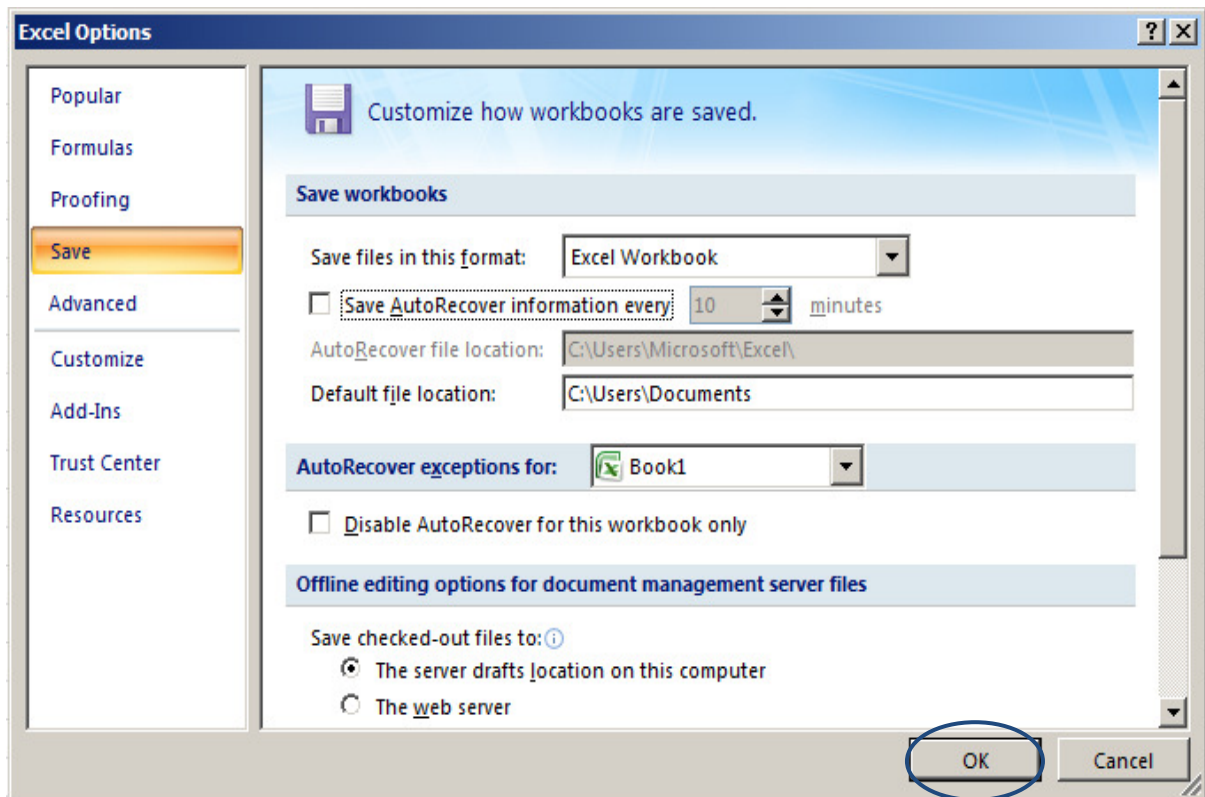 Excel Options
Popular
Formulas
Proofing
Save
Advanced
Customize
Add-Ins
Trust Center
Resources
Customize how workbooks are saved.
Save workbooks
Save files in this format: Excel Workbook
Save AutoRecover information every 10 minutes
AutoRecover file location: C:\Users\Microsoft\Excel\
Default file location: C:\Users\Documents
AutoRecover exceptions for: Book1
Disable AutoRecover for this workbook only
Offline editing options for document management server files
Save checked-out files to:
The server drafts location on this computer
The web server
OK Cancel